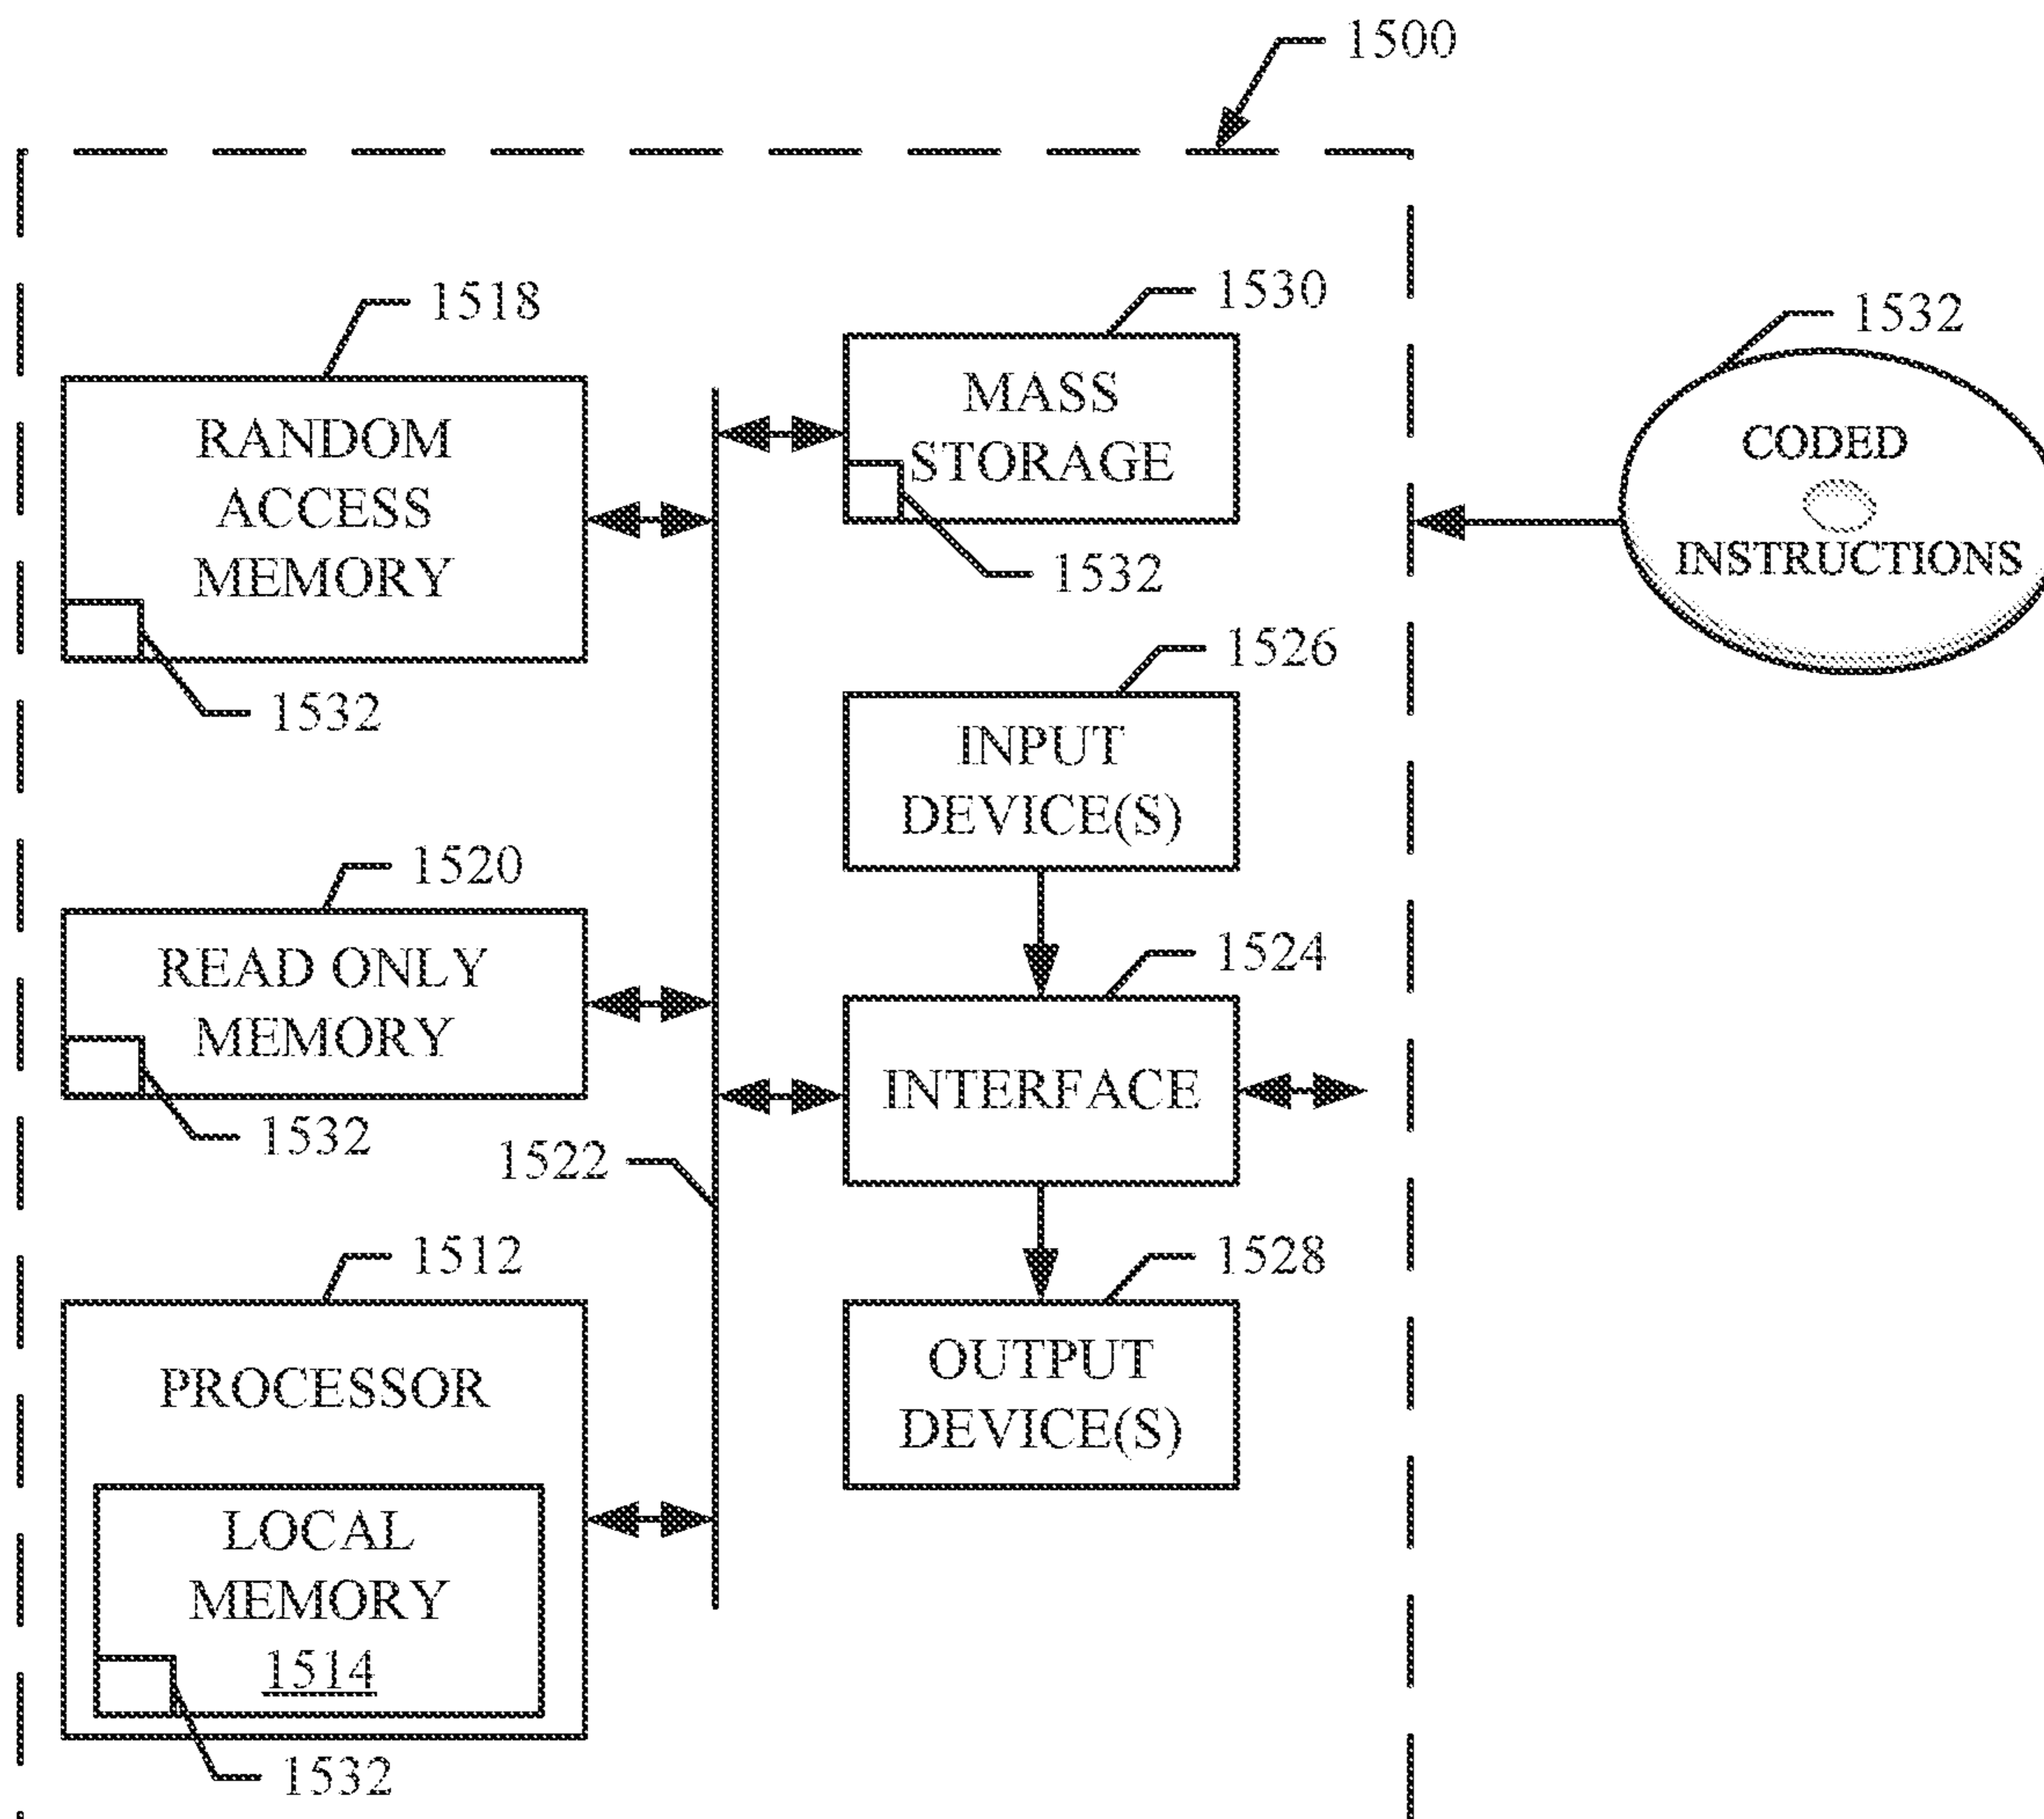 1500
1518
RANDOM
ACCESS
MEMORY
1532
1530
MASS
STORAGE
1532
1532
CODED
INSTRUCTIONS
1526
INPUT
DEVICE(S)
1520
READ ONLY
MEMORY
1532
1524
INTERFACE
1522
1512
PROCESSOR
LOCAL
MEMORY
1514
1532
1528
OUTPUT
DEVICE(S)